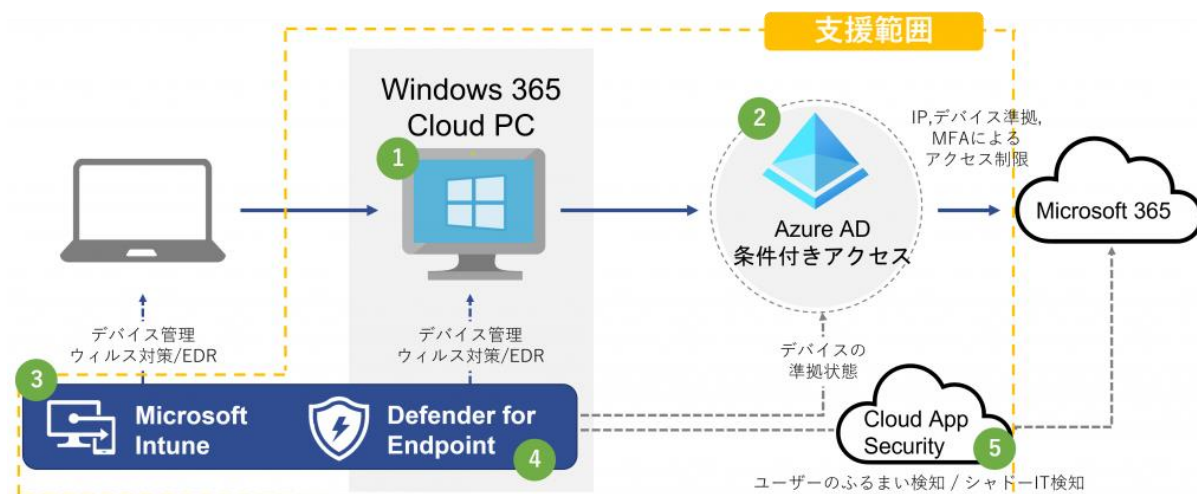 支援範囲
Windows 365
Cloud PC
1
2
IP,デバイス準拠,
MFAによる
アクセス制限
Azure AD
条件付きアクセス
Microsoft 365
デバイス管理
ウィルス対策/EDR
デバイス管理
ウィルス対策/EDR
デバイスの
準拠状態
3
Microsoft
Intune
Defender for
Endpoint
4
Cloud App
Security
5
ユーザーのふるまい検知 / シャドーIT検知